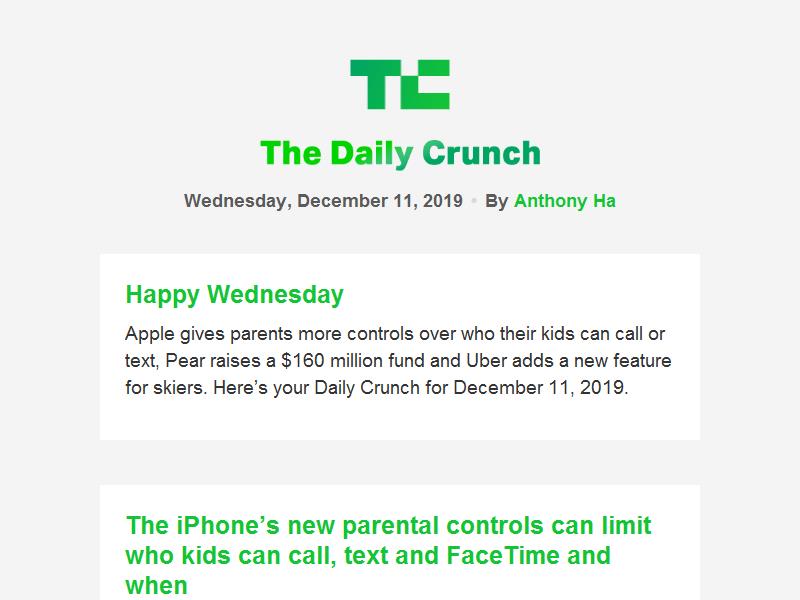 TC
The Daily Crunch
Wednesday, December 11, 2019 • By Anthony Ha
Happy Wednesday
Apple gives parents more controls over who their kids can call or
text, Pear raises a $160 million fund and Uber adds a new feature
for skiers. Here’s your Daily Crunch for December 11, 2019.
The iPhone’s new parental controls can limit
who kids can call, text and FaceTime and
when